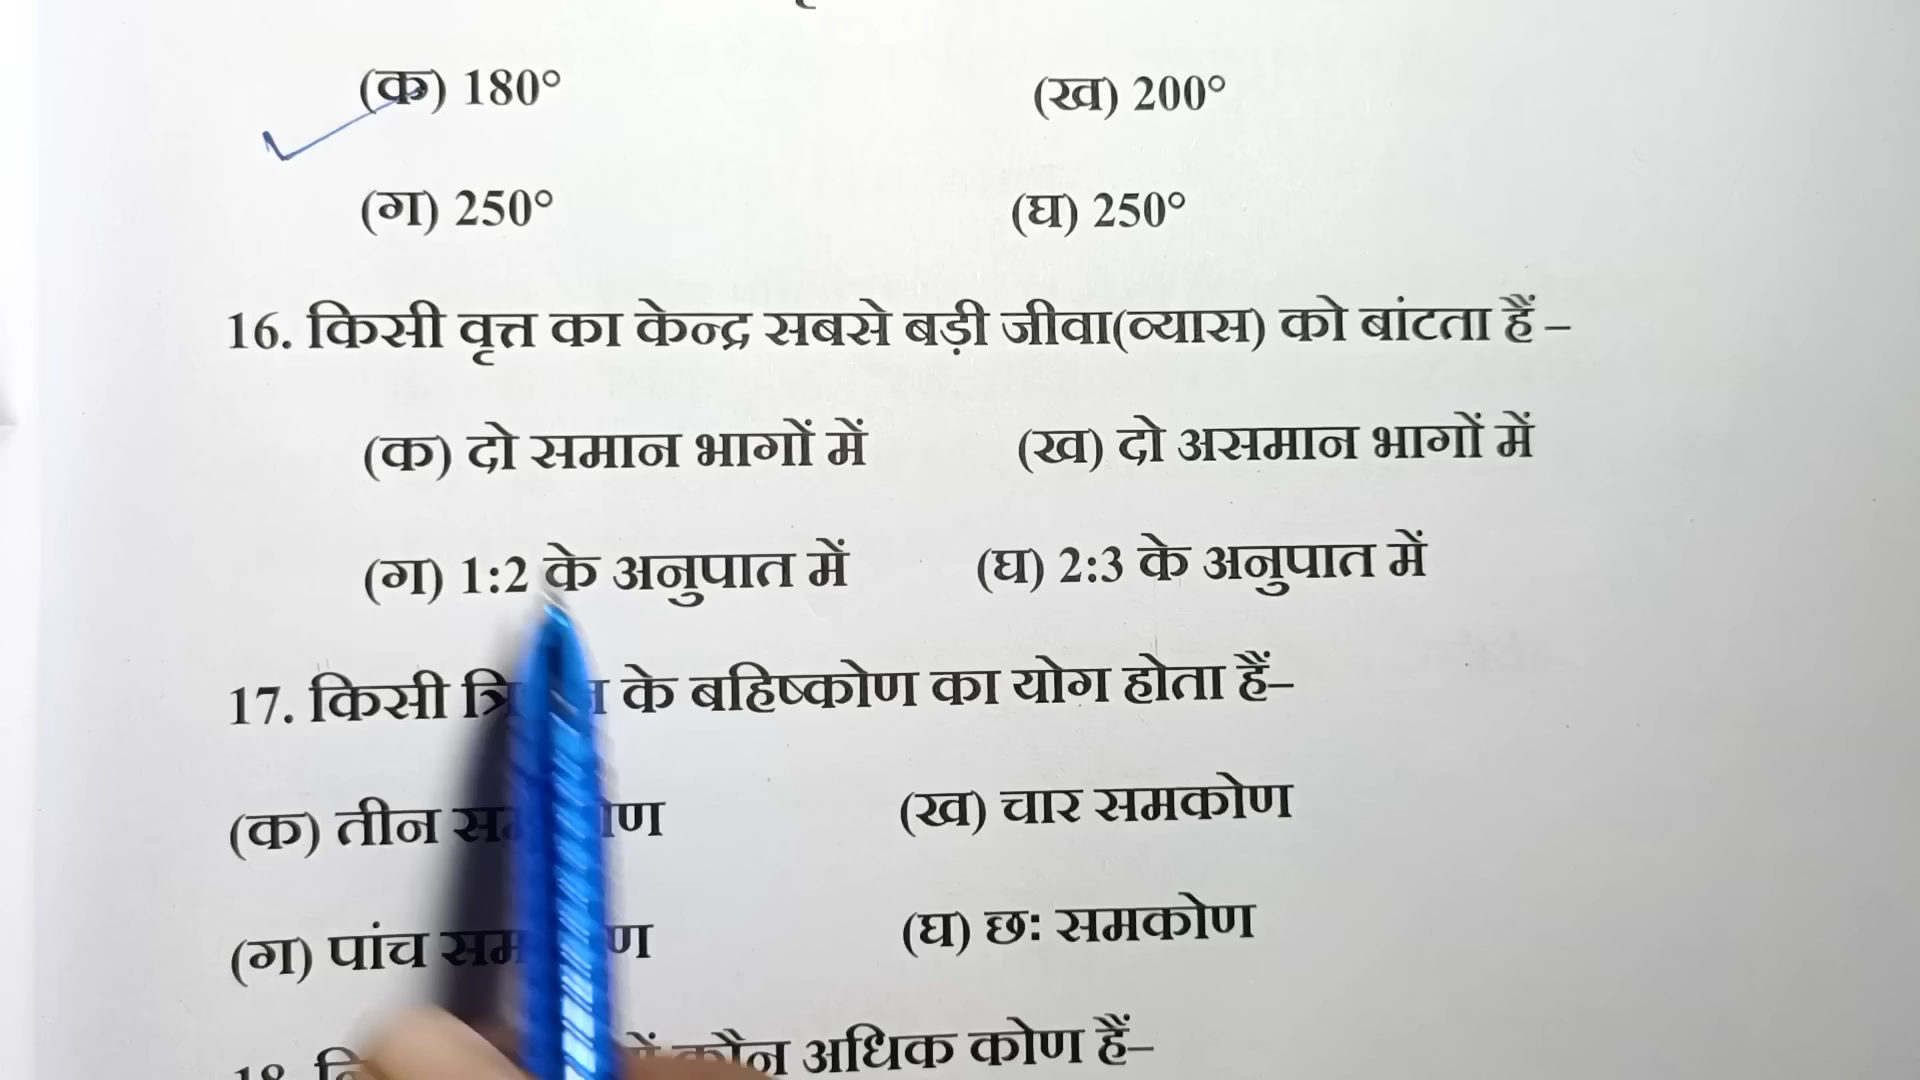 (क) 180° (ख) 200°
(ग) 250° (घ) 250°
16. किसी वृत्त का केन्द्र सबसे बड़ी जीवा(व्यास) को बांटता हैं –
(क) दो समान भागों में (ख) दो असमान भागों में
(ग) 1:2 के अनुपात में (घ) 2:3 के अनुपात में
17. किसी के बहिष्कोण का योग होता हैं–
(क) तीन (ख) चार समकोण
(ग) पांच (घ) छः समकोण
18. कौन अधिक कोण हैं–